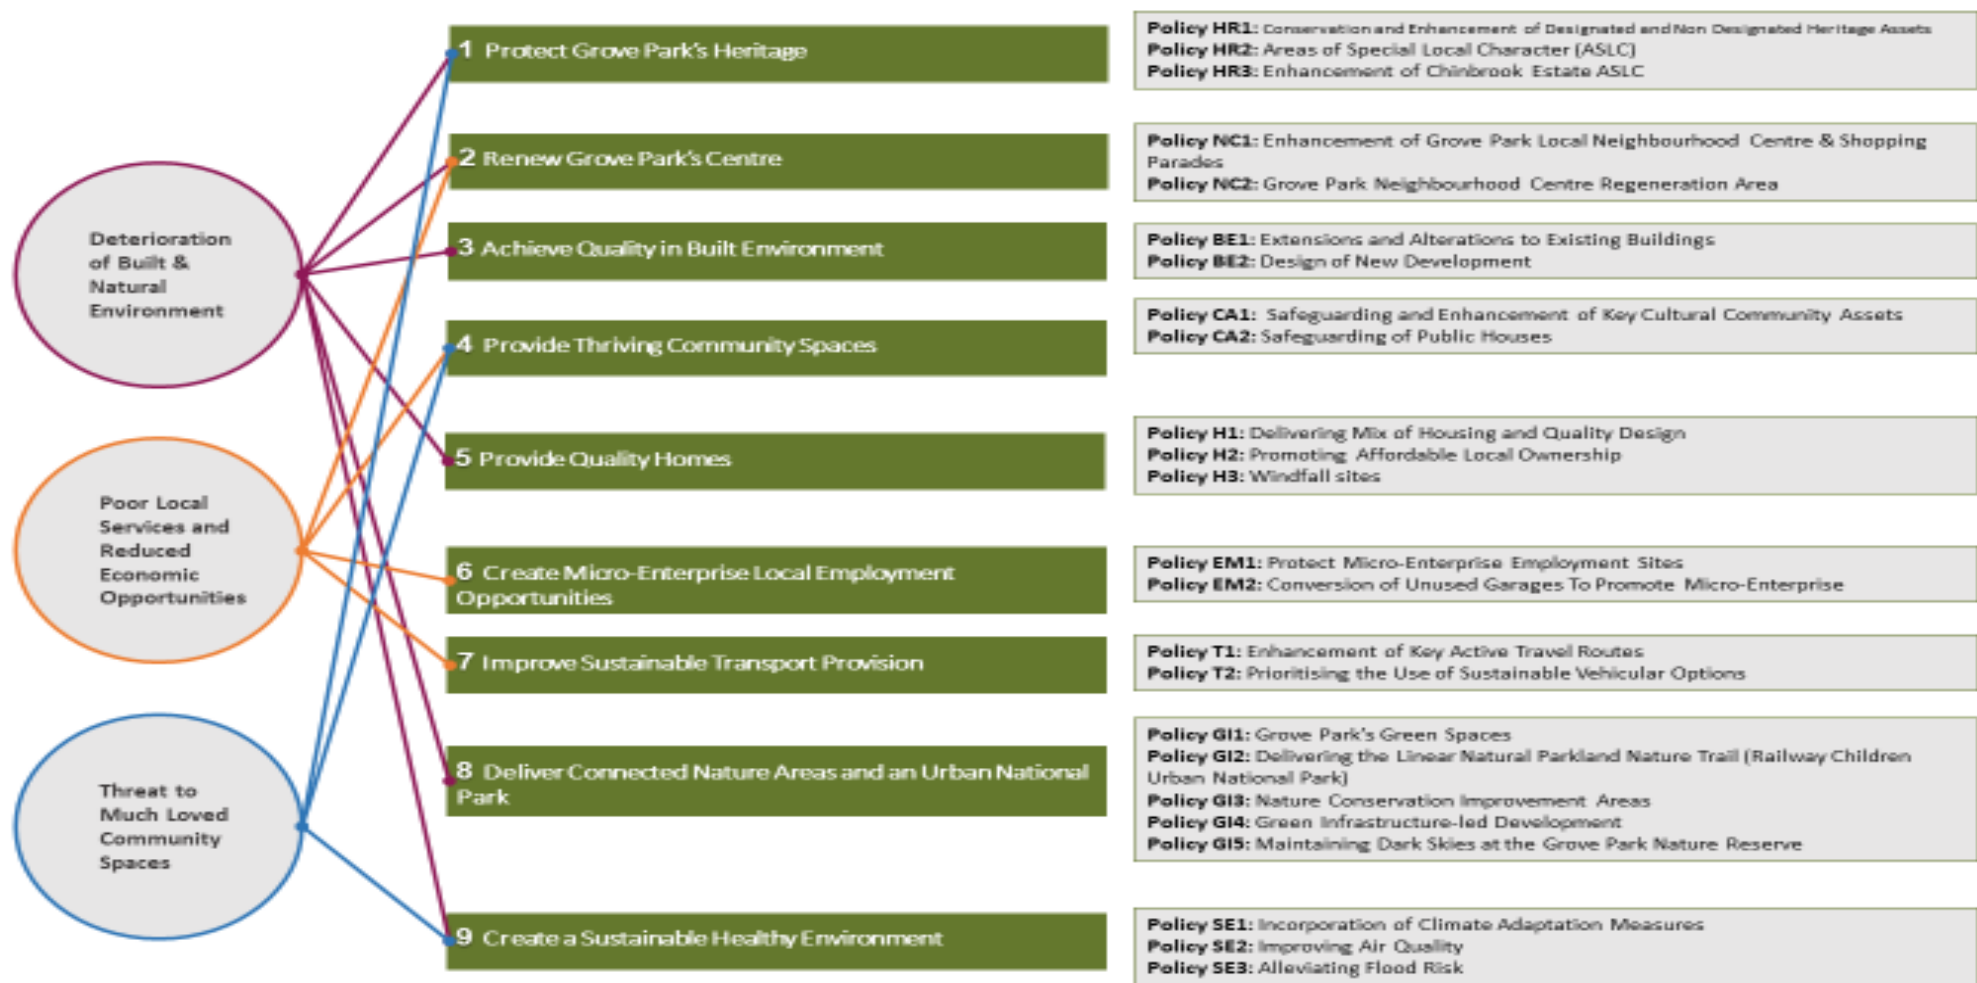 Deterioration
of Built &
Natural
Environment
Poor Local
Services and
Reduced
Economic
Opportunities
Threat to
Much Loved
Community
Spaces
1 Protect Grove Park's Heritage
2 Renew Grove Park's Centre
3 Achieve Quality in Built Environment
4 Provide Thriving Community Spaces
5 Provide Quality Homes
6 Create Micro-Enterprise Local Employment
Opportunities
7 Improve Sustainable Transport Provision
8 Deliver Connected Nature Areas and an Urban National
Park
9 Create a Sustainable Healthy Environment
Policy HR1: Conservation and Enhancement of Designated and Non Designated Heritage Assets
Policy HR2: Areas of Special Local Character (ASLC)
Policy HR3: Enhancement of Chinbrook Estate ASLC
Policy NC1: Enhancement of Grove Park Local Neighbourhood Centre & Shopping
Parades
Policy NC2: Grove Park Neighbourhood Centre Regeneration Area
Policy BE1: Extensions and Alterations to Existing Buildings
Policy BE2: Design of New Development
Policy CA1: Safeguarding and Enhancement of Key Cultural Community Assets
Policy CA2: Safeguarding of Public Houses
Policy H1: Delivering Mix of Housing and Quality Design
Policy H2: Promoting Affordable Local Ownership
Policy H3: Windfall sites
Policy EM1: Protect Micro-Enterprise Employment Sites
Policy EM2: Conversion of Unused Garages To Promote Micro-Enterprise
Policy T1: Enhancement of Key Active Travel Routes
Policy T2: Prioritising the Use of Sustainable Vehicular Options
Policy GI1: Grove Park's Green Spaces
Policy GI2: Delivering the Linear Natural Parkland Nature Trail (Railway Children
Urban National Park)
Policy GI3: Nature Conservation Improvement Areas
Policy GI4: Green Infrastructure-led Development
Policy GI5: Maintaining Dark Skies at the Grove Park Nature Reserve
Policy SE1: Incorporation of Climate Adaptation Measures
Policy SE2: Improving Air Quality
Policy SE3: Alleviating Flood Risk